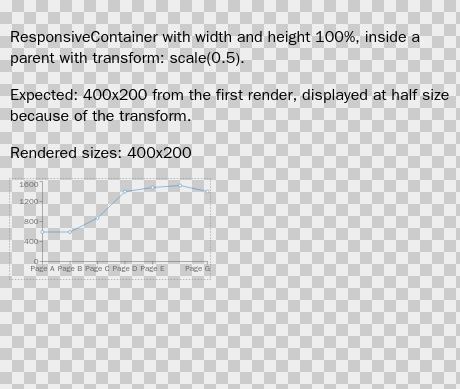 ResponsiveContainer with width and height 100%, inside a
parent with transform: scale(0.5).
Expected: 400x200 from the first render, displayed at half size
because of the transform.
Rendered sizes: 400x200
1600
1200
800
400
0
Page A Page B Page C Page D Page E Page G